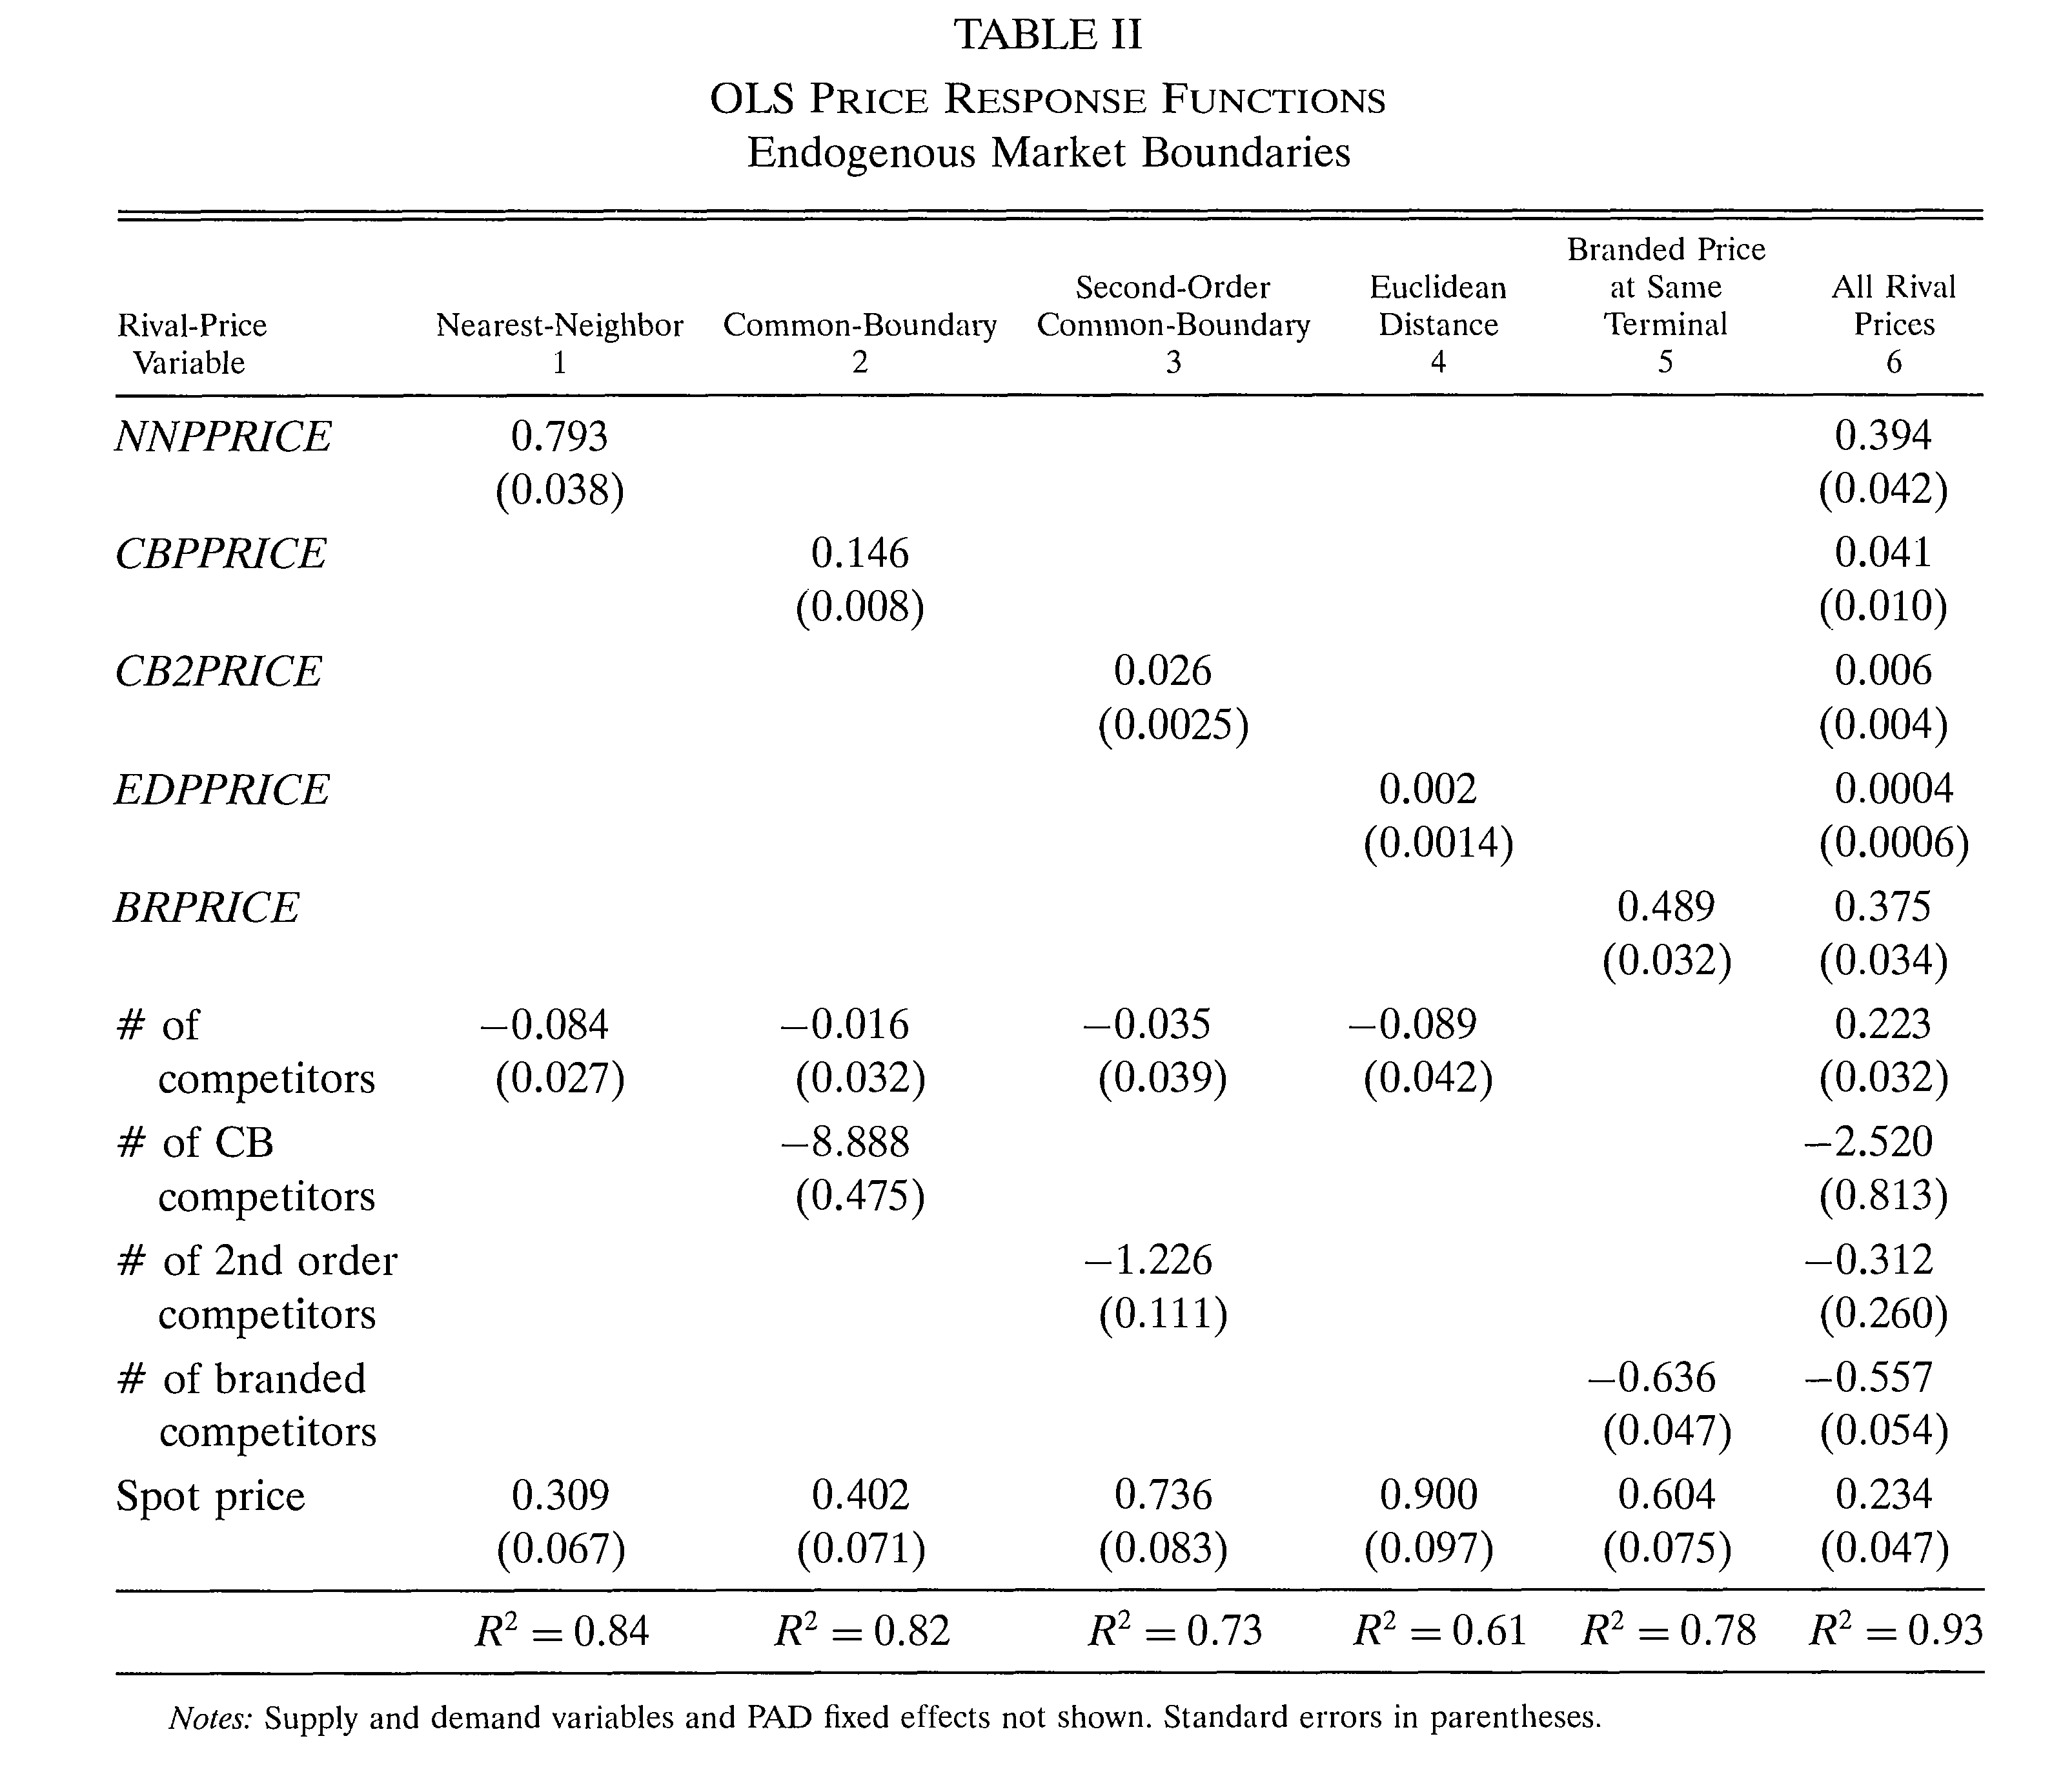 TABLE II
OLS PRICE RESPONSE FUNCTIONS
Endogenous Market Boundaries
Rival-Price Variable Nearest-Neighbor 1 Common-Boundary 2 Second-Order Common-Boundary 3 Euclidean Distance 4 Branded Price at Same Terminal 5 All Rival Prices 6
NNPPRICE 0.793 0.394
(0.038) (0.042)
CBPPRICE 0.146 0.041
(0.008) (0.010)
CB2PRICE 0.026 0.006
(0.0025) (0.004)
EDPPRICE 0.002 0.0004
(0.0014) (0.0006)
BRPRICE 0.489 0.375
(0.032) (0.034)
# of −0.084 −0.016 −0.035 −0.089 0.223
competitors (0.027) (0.032) (0.039) (0.042) (0.032)
# of CB −8.888 −2.520
competitors (0.475) (0.813)
# of 2nd order −1.226 −0.312
competitors (0.111) (0.260)
# of branded −0.636 −0.557
competitors (0.047) (0.054)
Spot price 0.309 0.402 0.736 0.900 0.604 0.234
(0.067) (0.071) (0.083) (0.097) (0.075) (0.047)
R² = 0.84 R² = 0.82 R² = 0.73 R² = 0.61 R² = 0.78 R² = 0.93
Notes: Supply and demand variables and PAD fixed effects not shown. Standard errors in parentheses.